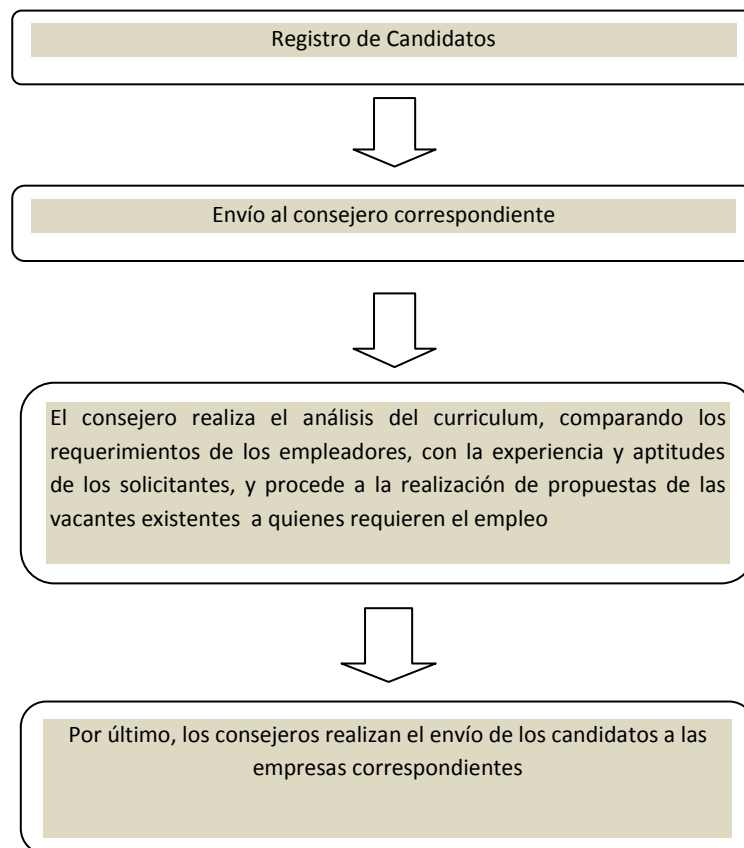 Registro de Candidatos
Envío al consejero correspondiente
El consejero realiza el análisis del curriculum, comparando los
requerimientos de los empleadores, con la experiencia y aptitudes
de los solicitantes, y procede a la realización de propuestas de las
vacantes existentes a quienes requieren el empleo
Por último, los consejeros realizan el envío de los candidatos a las
empresas correspondientes